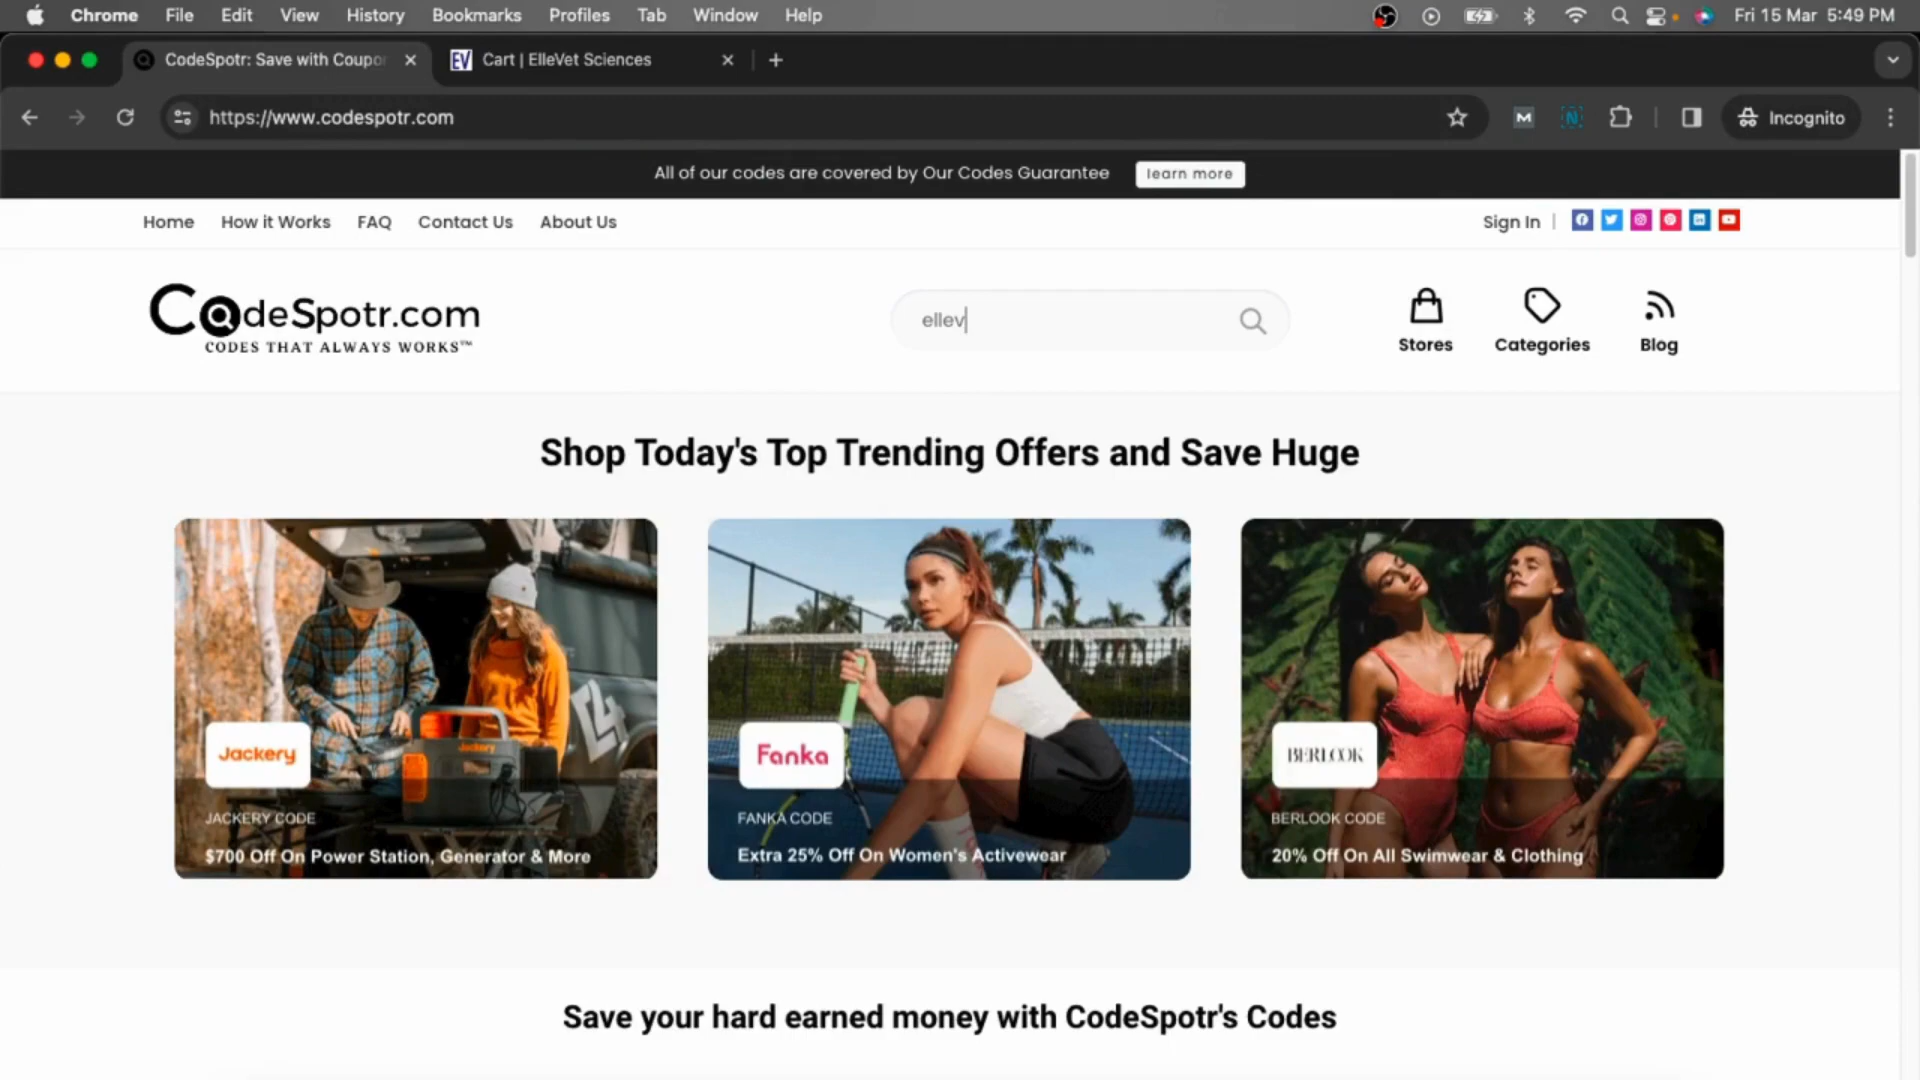 Chrome File Edit View History Bookmarks Profiles Tab Window Help Fri 15 Mar 5:49 PM
CodeSpotr: Save with Coupo
EV Cart | ElleVet Sciences
https://www.codespotr.com
M N Incognito
All of our codes are covered by Our Codes Guarantee learn more
Home How it Works FAQ Contact Us About Us Sign In |
CodeSpotr.com
CODES THAT ALWAYS WORKS™
ellev
Stores Categories Blog
Shop Today's Top Trending Offers and Save Huge
Jackery
JACKERY CODE
$700 Off On Power Station, Generator & More
Fanka
FANKA CODE
Extra 25% Off On Women's Activewear
BERLOOK
BERLOOK CODE
20% Off On All Swimwear & Clothing
Save your hard earned money with CodeSpotr's Codes